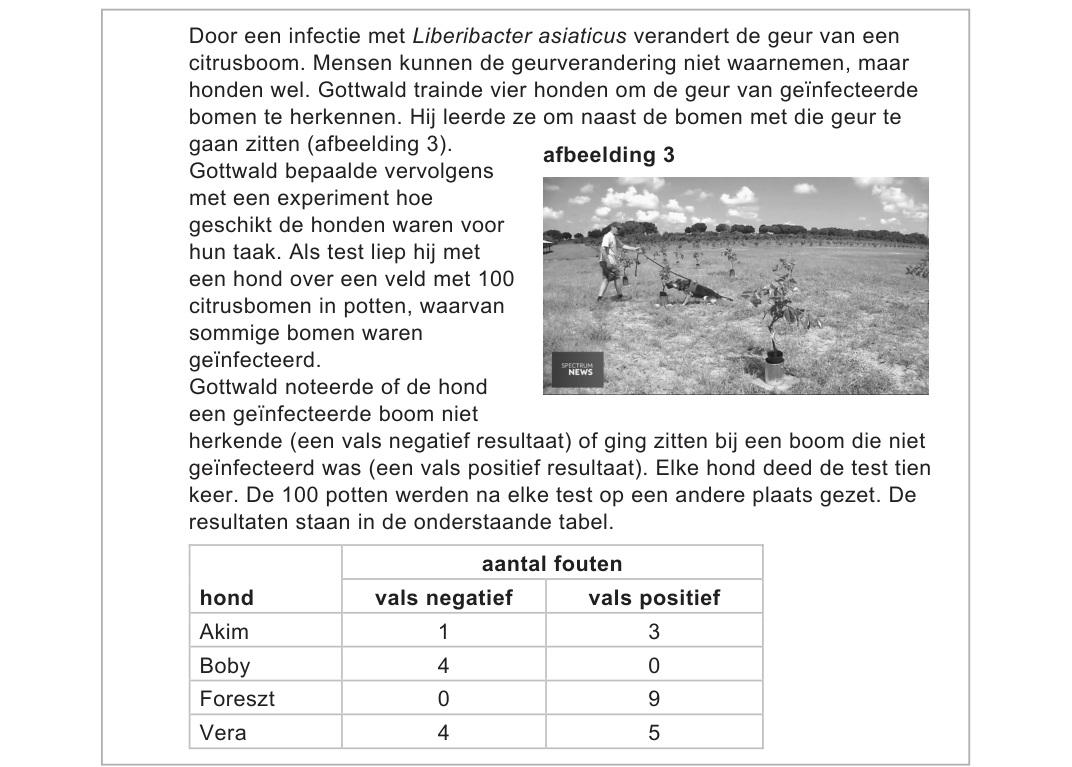 Door een infectie met Liberibacter asiaticus verandert de geur van een
citrusboom. Mensen kunnen de geurverandering niet waarnemen, maar
honden wel. Gottwald trainde vier honden om de geur van geïnfecteerde
bomen te herkennen. Hij leerde ze om naast de bomen met die geur te
gaan zitten (afbeelding 3).
Gottwald bepaalde vervolgens
met een experiment hoe
geschikt de honden waren voor
hun taak. Als test liep hij met
een hond over een veld met 100
citrusbomen in potten, waarvan
sommige bomen waren
geïnfecteerd.
Gottwald noteerde of de hond
een geïnfecteerde boom niet
afbeelding 3
SPECTRUM
NEWS
herkende (een vals negatief resultaat) of ging zitten bij een boom die niet
geïnfecteerd was (een vals positief resultaat). Elke hond deed de test tien
keer. De 100 potten werden na elke test op een andere plaats gezet. De
resultaten staan in de onderstaande tabel.
aantal fouten
hond vals negatief vals positief
Akim 1 3
Boby 4 0
Foreszt 0 9
Vera 4 5